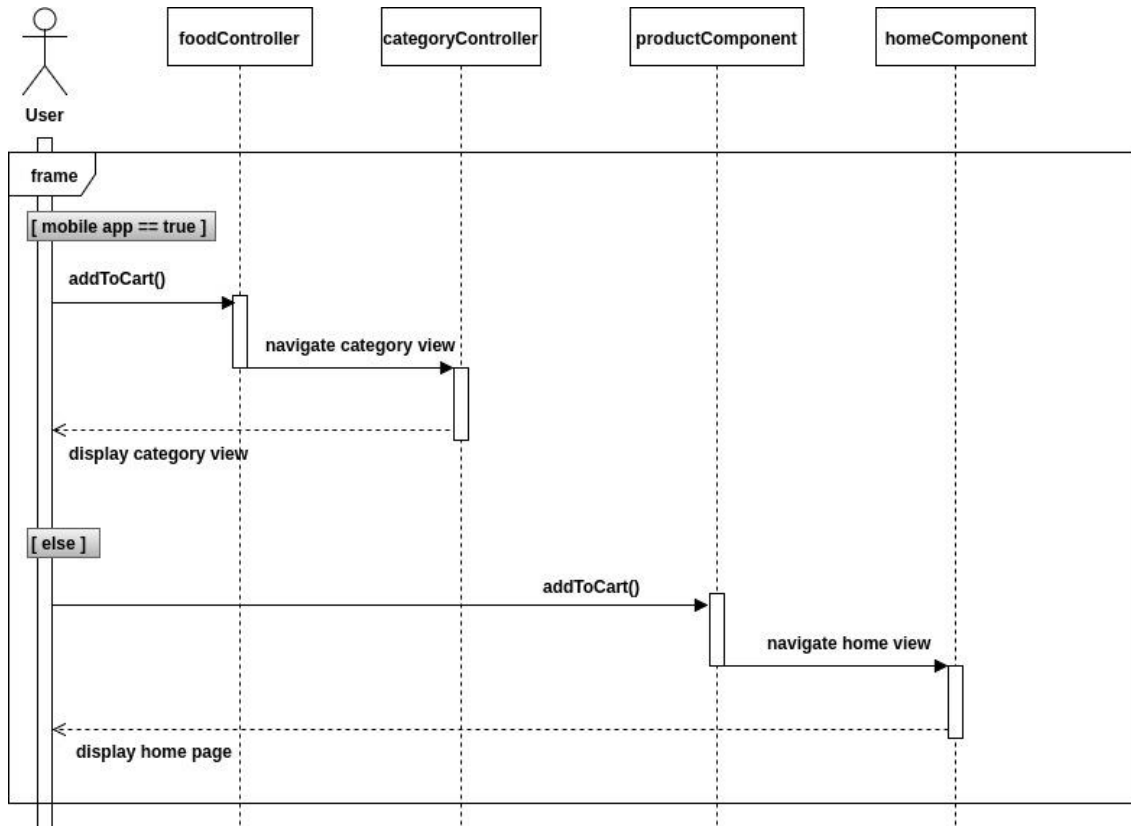 foodController
categoryController
productComponent
homeComponent
User
frame
[ mobile app == true ]
addToCart()
navigate category view
display category view
[ else ]
addToCart()
navigate home view
display home page